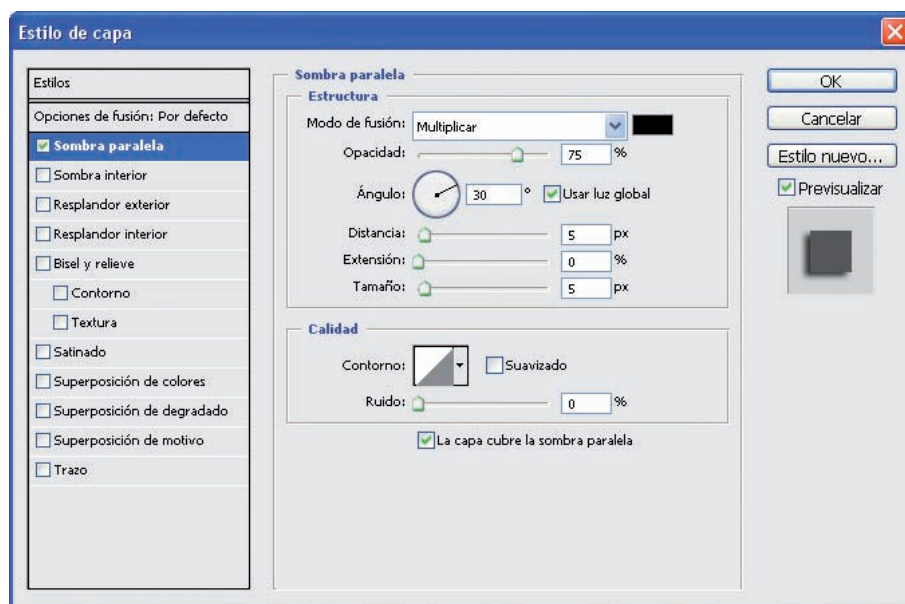 Estilo de capa
Estilos
Opciones de fusión: Por defecto
Sombra paralela
Sombra interior
Resplandor exterior
Resplandor interior
Bisel y relieve
Contorno
Textura
Satinado
Superposición de colores
Superposición de degradado
Superposición de motivo
Trazo
Sombra paralela
Estructura
Modo de fusión: Multiplicar
Opacidad: 75 %
Ángulo: 30 ° Usar luz global
Distancia: 5 px
Extensión: 0 %
Tamaño: 5 px
Calidad
Contorno: Suavizado
Ruido: 0 %
La capa cubre la sombra paralela
OK
Cancelar
Estilo nuevo...
Previsualizar